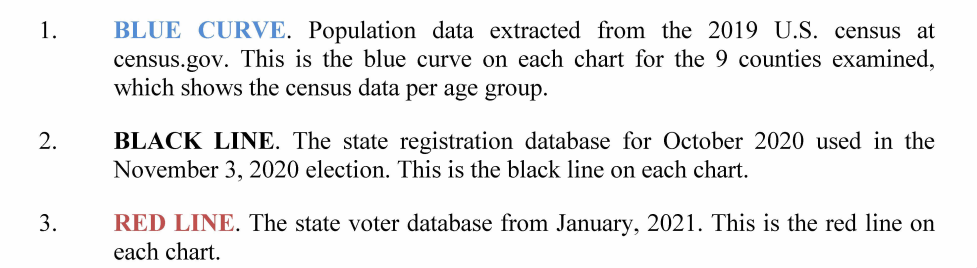 1. BLUE CURVE. Population data extracted from the 2019 U.S. census at
census.gov. This is the blue curve on each chart for the 9 counties examined,
which shows the census data per age group.
2. BLACK LINE. The state registration database for October 2020 used in the
November 3, 2020 election. This is the black line on each chart.
3. RED LINE. The state voter database from January, 2021. This is the red line on
each chart.